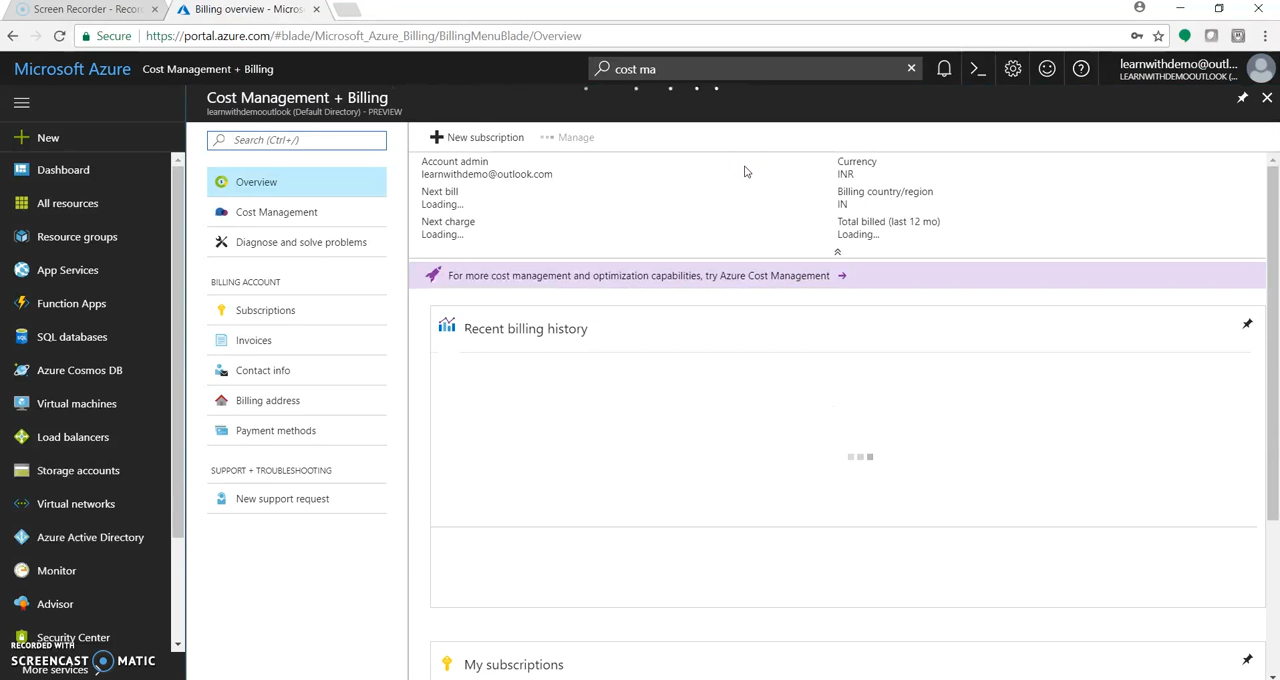 Screen Recorder - Recor
Billing overview - Micros
Secure
https://portal.azure.com/#blade/Microsoft_Azure_Billing/BillingMenuBlade/Overview
Microsoft Azure
Cost Management + Billing
cost ma
learnwithdemo@outl...
LEARNWITHDEMOOUTLOOK (...
Cost Management + Billing
learnwithdemooutlook (Default Directory) - PREVIEW
New
Dashboard
All resources
Resource groups
App Services
Function Apps
SQL databases
Azure Cosmos DB
Virtual machines
Load balancers
Storage accounts
Virtual networks
Azure Active Directory
Monitor
Advisor
Security Center
More services
RECORDED WITH
SCREENCAST MATIC
Search (Ctrl+/)
Overview
Cost Management
Diagnose and solve problems
BILLING ACCOUNT
Subscriptions
Invoices
Contact info
Billing address
Payment methods
SUPPORT + TROUBLESHOOTING
New support request
New subscription
Manage
Account admin
learnwithdemo@outlook.com
Next bill
Loading...
Next charge
Loading...
Currency
INR
Billing country/region
IN
Total billed (last 12 mo)
Loading...
For more cost management and optimization capabilities, try Azure Cost Management
Recent billing history
My subscriptions